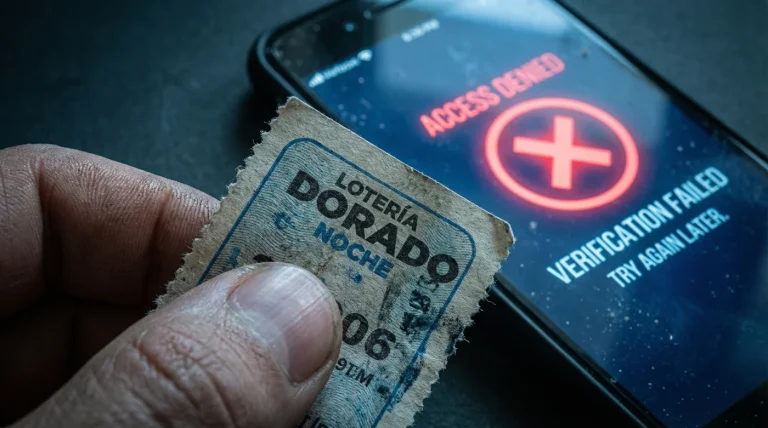 ACCESS DENIED
VERIFICATION FAILED
TRY AGAIN LATER.
LOTERÍA
DORADO
NOCHE
06